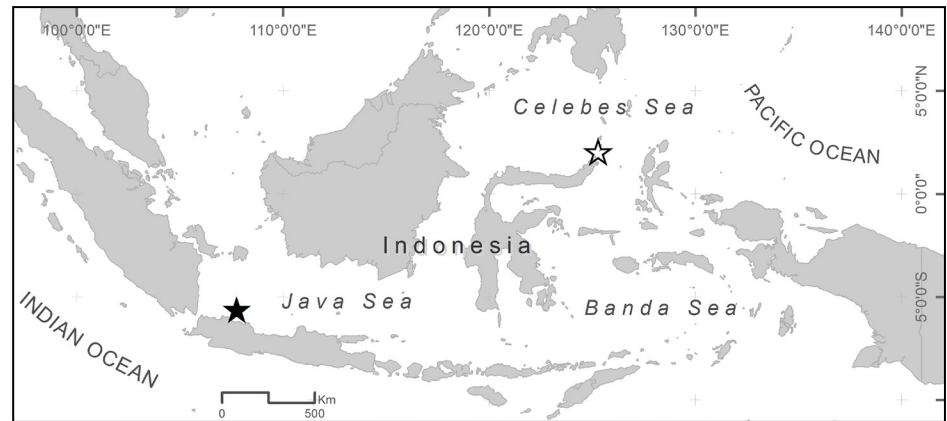 100°0'0"E 110°0'0"E 120°0'0"E 130°0'0"E 140°0'0"E
5°0'0"N
Celebes Sea
PACIFIC OCEAN
0°0'0"
Indonesia
Java Sea
Banda Sea
5°0'0"S
INDIAN OCEAN
Km
0 500